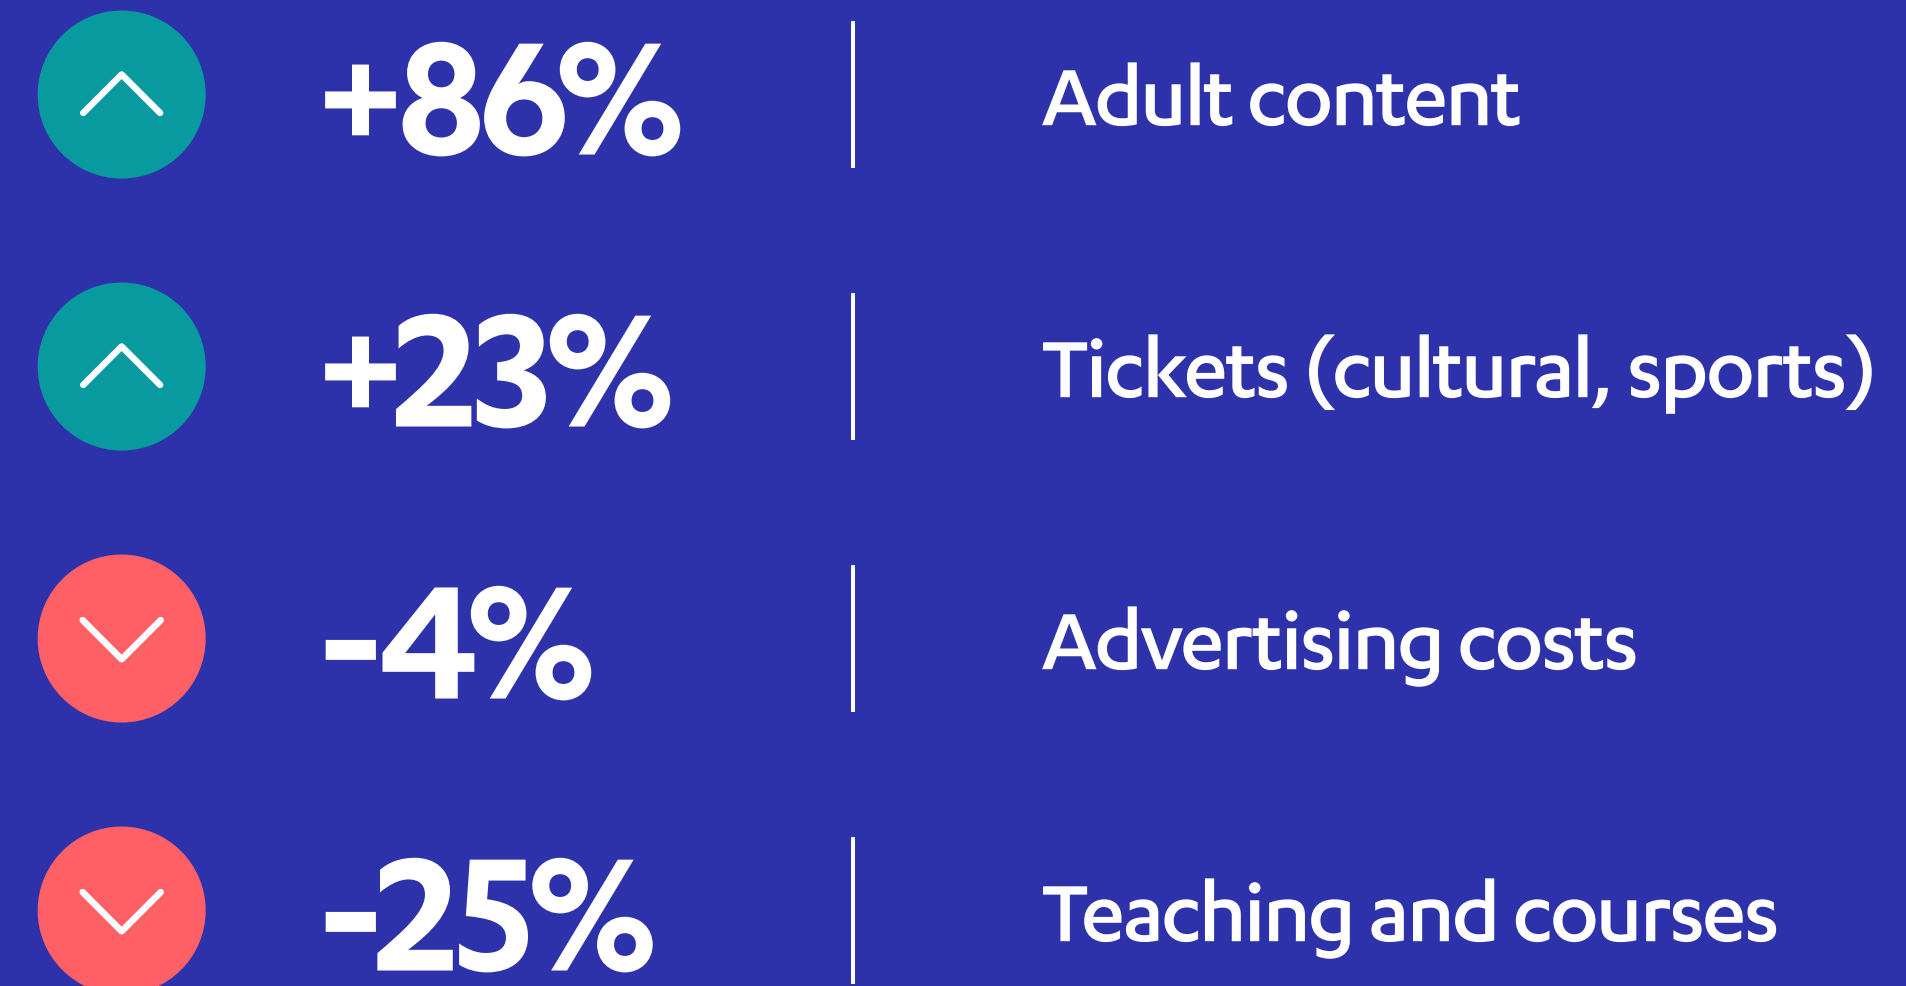 +86% Adult content
+23% Tickets (cultural, sports)
-4% Advertising costs
-25% Teaching and courses